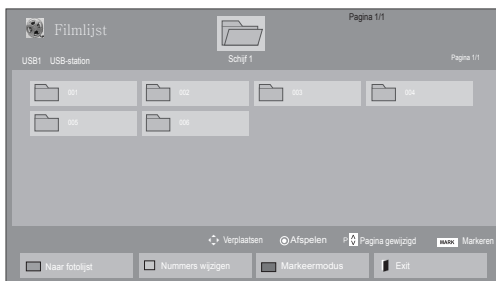 Pagina 1/1
Filmlijst
USB1 USB-station
Schijf 1
Pagina 1/1
001 002 003 004
005 006
Verplaatsen Afspelen P Pagina gewijzigd MARK Markeren
Naar fotolijst Nummers wijzigen Markeermodus Exit